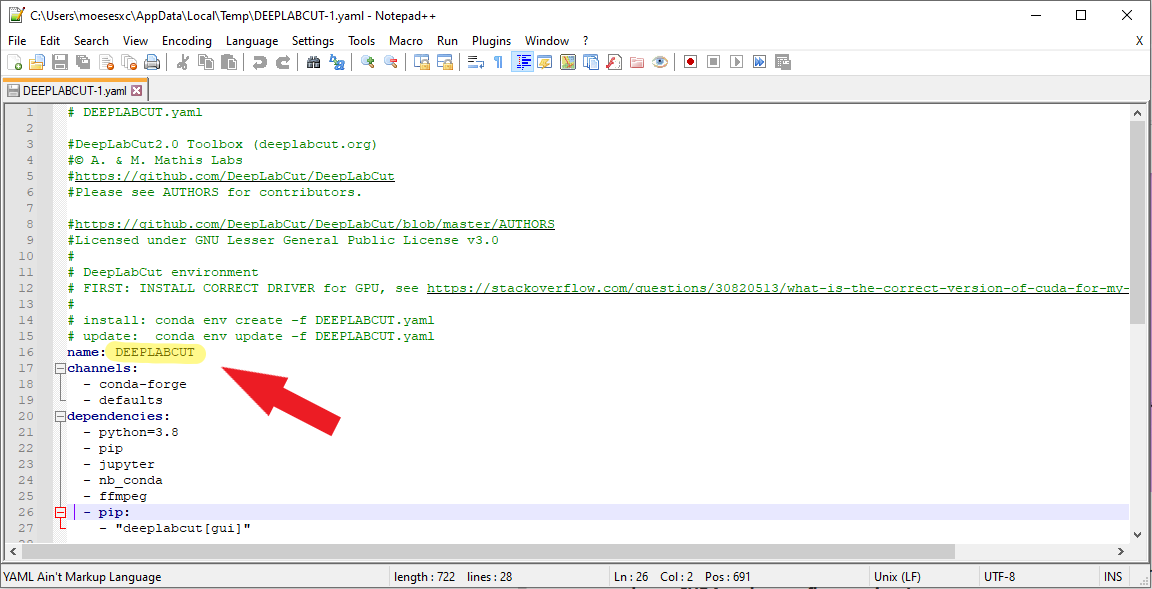 C:\Users\moesesxc\AppData\Local\Temp\DEEPLABCUT-1.yaml - Notepad++
File Edit Search View Encoding Language Settings Tools Macro Run Plugins Window ? X
DEEPLABCUT-1.yaml
1 # DEEPLABCUT.yaml
2
3 #DeepLabCut2.0 Toolbox (deeplabcut.org)
4 #© A. & M. Mathis Labs
5 #https://github.com/DeepLabCut/DeepLabCut
6 #Please see AUTHORS for contributors.
7
8 #https://github.com/DeepLabCut/DeepLabCut/blob/master/AUTHORS
9 #Licensed under GNU Lesser General Public License v3.0
10 #
11 # DeepLabCut environment
12 # FIRST: INSTALL CORRECT DRIVER for GPU, see https://stackoverflow.com/questions/30820513/what-is-the-correct-version-of-cuda-for-my-
13 #
14 # install: conda env create -f DEEPLABCUT.yaml
15 # update:  conda env update -f DEEPLABCUT.yaml
16 name: DEEPLABCUT
17 channels:
18   - conda-forge
19   - defaults
20 dependencies:
21   - python=3.8
22   - pip
23   - jupyter
24   - nb_conda
25   - ffmpeg
26   - pip:
27     - "deeplabcut[gui]"
YAML Ain't Markup Language length : 722 lines : 28 Ln : 26 Col : 2 Pos : 691 Unix (LF) UTF-8 INS